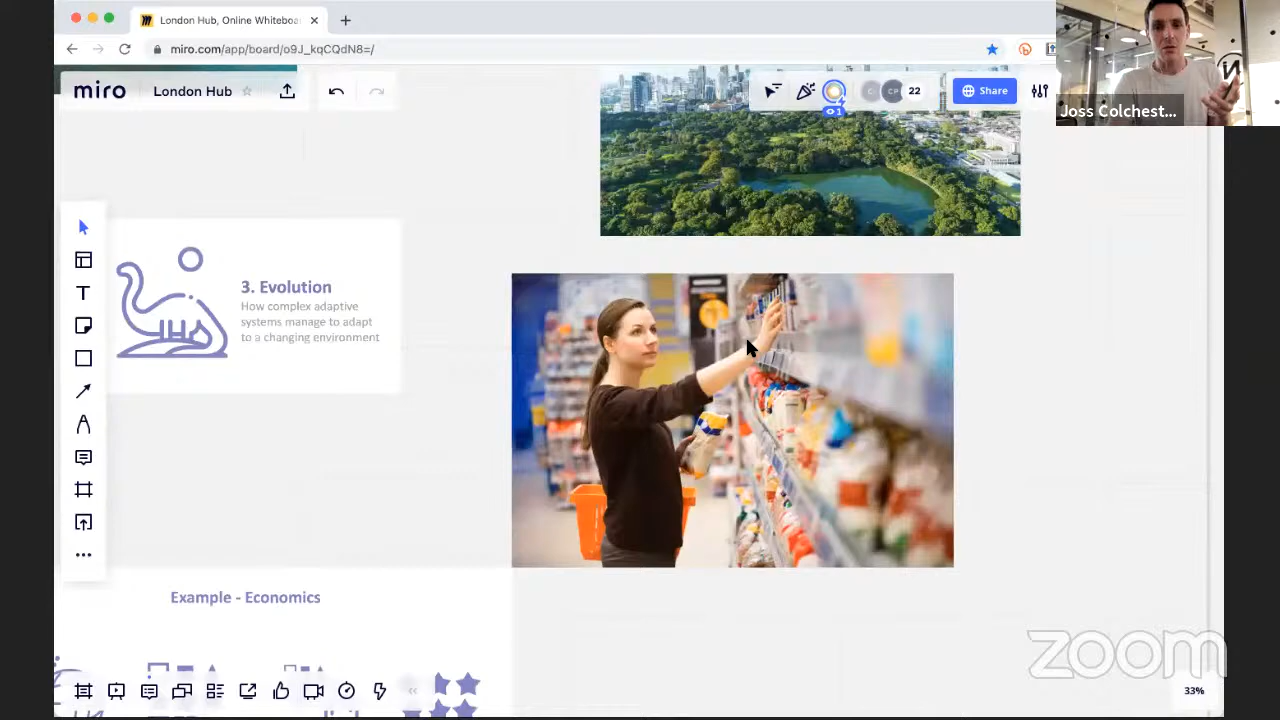 London Hub, Online Whiteboa
miro.com/app/board/o9J_kqCQdN8=/
miro
London Hub
22
Share
1
Joss Colchest...
3. Evolution
How complex adaptive
systems manage to adapt
to a changing environment
Example - Economics
zoom
33%